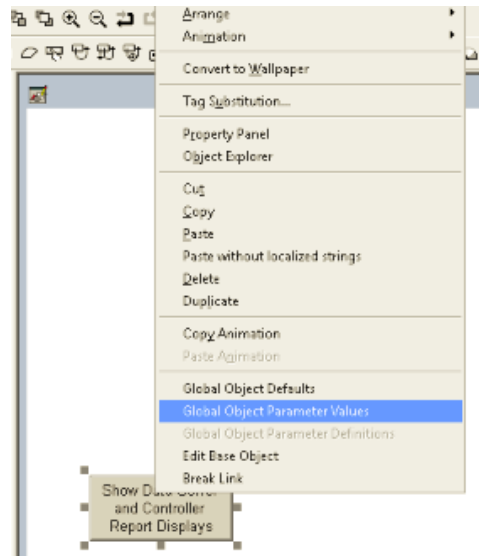 Arrange
Animation
Convert to Wallpaper
Tag Substitution...
Property Panel
Object Explorer
Cut
Copy
Paste
Paste without localized strings
Delete
Duplicate
Copy Animation
Paste Animation
Global Object Defaults
Global Object Parameter Values
Global Object Parameter Definitions
Edit Base Object
Break Link
Show
and Controller
Report Displays